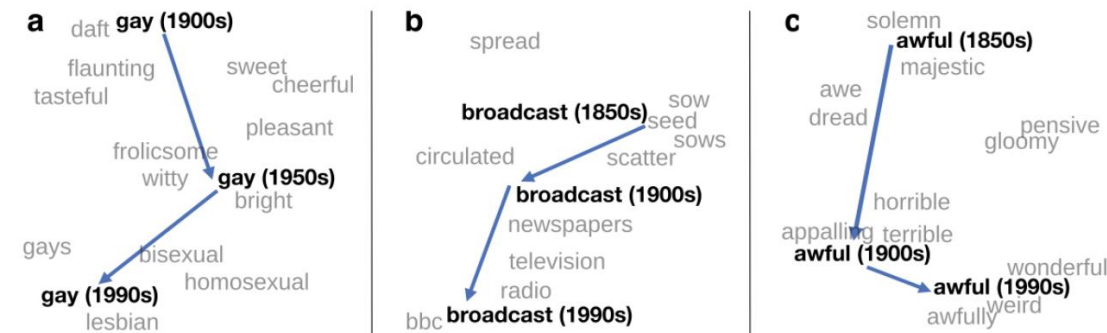 a
daft
gay (1900s)
flaunting
sweet
tasteful
cheerful
pleasant
frolicsome
witty
gay (1950s)
bright
gays
bisexual
homosexual
gay (1990s)
lesbian
b
spread
broadcast (1850s)
sow
seed
sows
circulated
scatter
broadcast (1900s)
newspapers
television
radio
bbc
broadcast (1990s)
c
solemn
awful (1850s)
majestic
awe
dread
pensive
gloomy
horrible
appalling
terrible
awful (1900s)
wonderful
awful (1990s)
weird
awfully